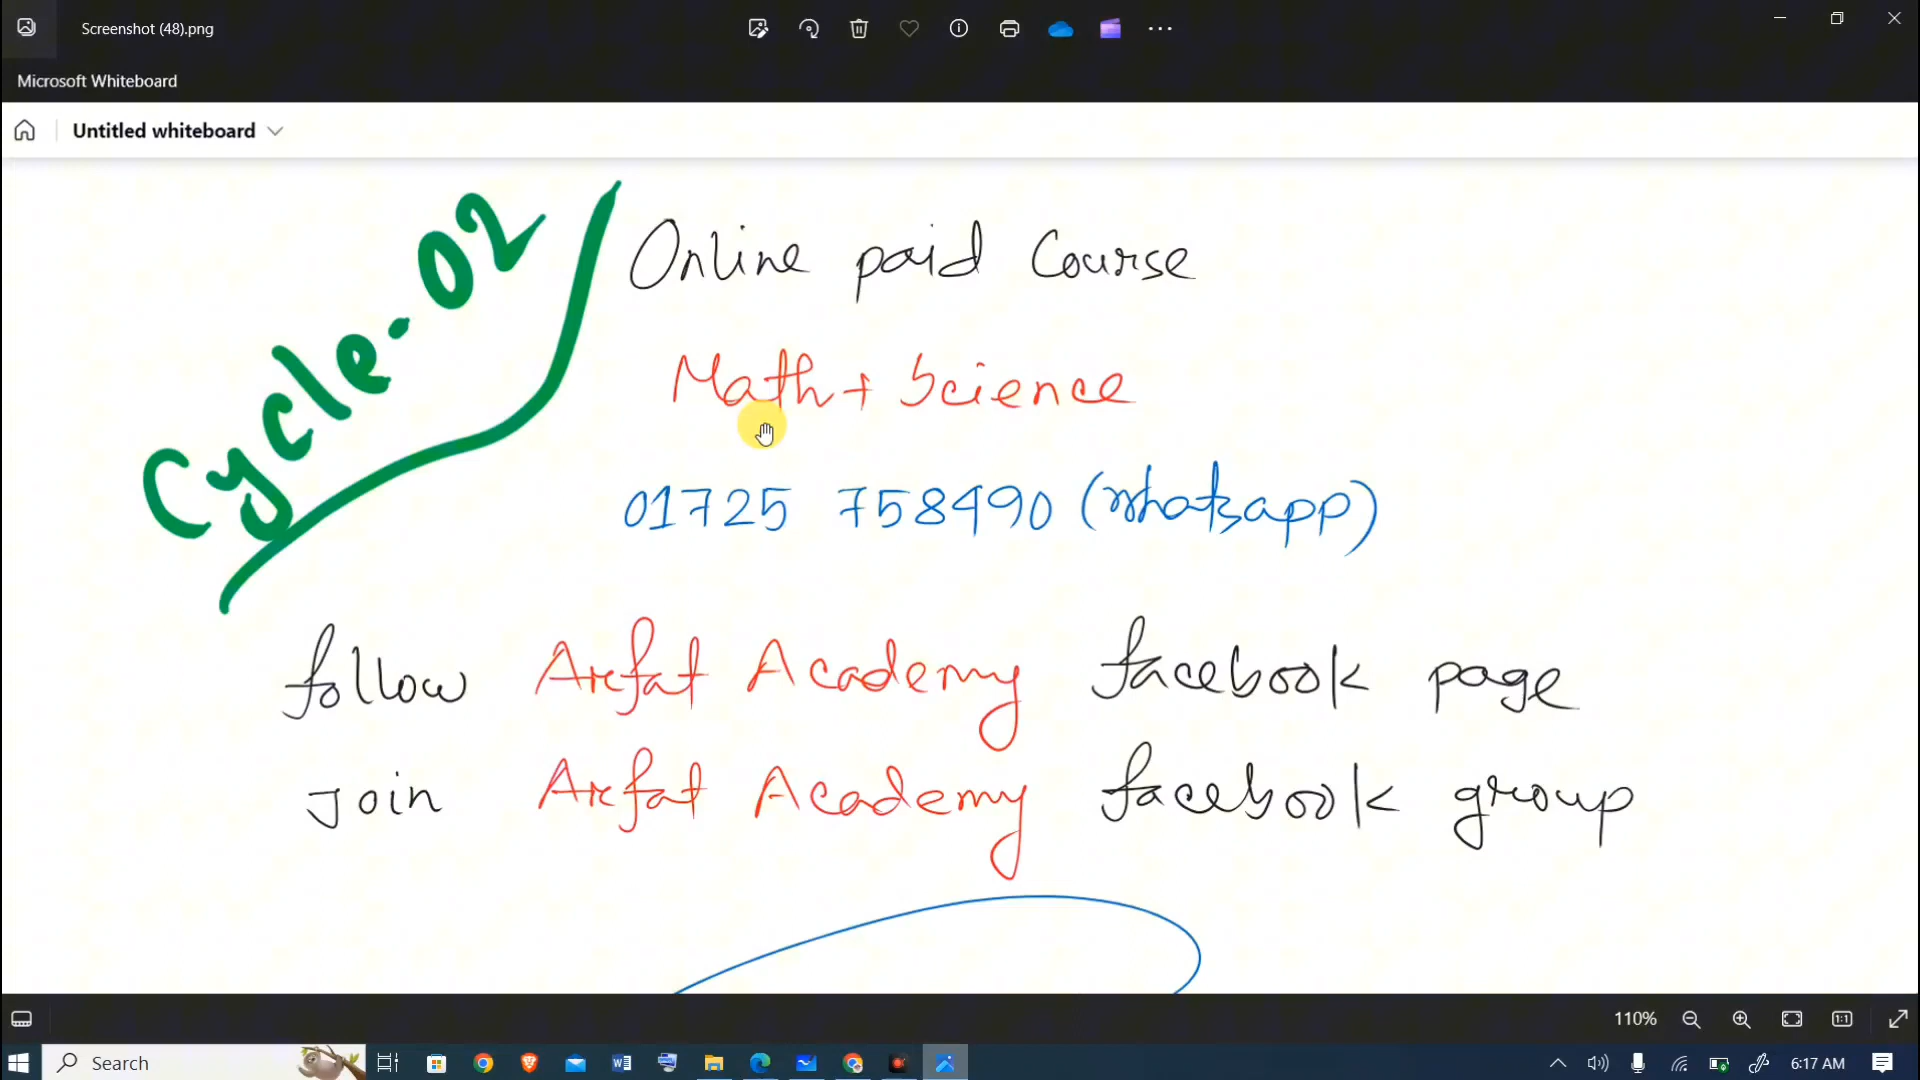 Screenshot (48).png
Microsoft Whiteboard
Untitled whiteboard
Cycle-02
Online paid Course
Math + Science
01725 758490 (whatsapp)
follow Arfat Academy facebook page
join Arfat Academy facebook group
110%
Search
6:17 AM